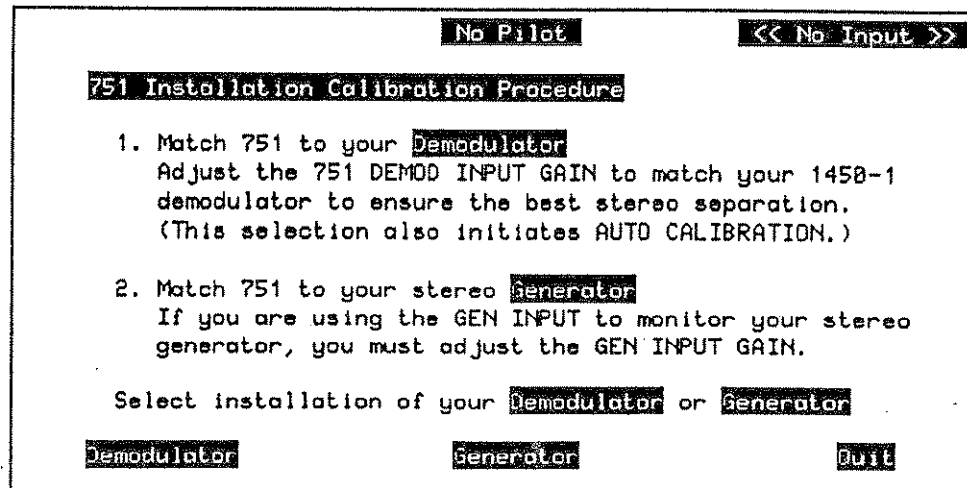 No Pilot << No Input >>
751 Installation Calibration Procedure
1. Match 751 to your Demodulator
Adjust the 751 DEMOD INPUT GAIN to match your 1450-1
demodulator to ensure the best stereo separation.
(This selection also initiates AUTO CALIBRATION.)
2. Match 751 to your stereo Generator
If you are using the GEN INPUT to monitor your stereo
generator, you must adjust the GEN INPUT GAIN.
Select installation of your Demodulator or Generator
Demodulator Generator Quit